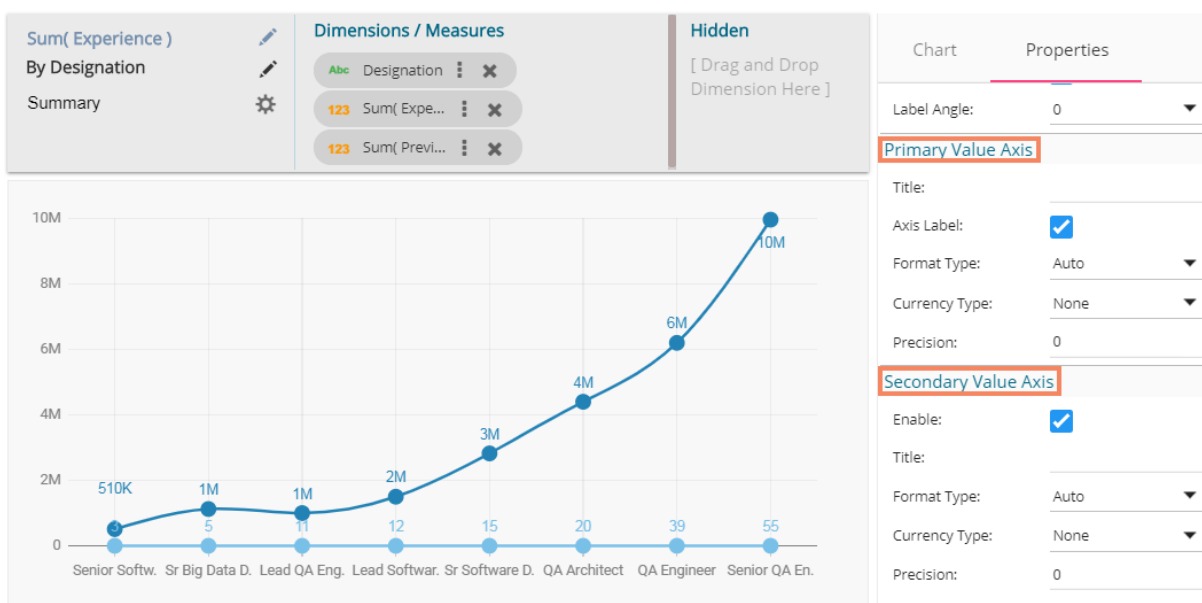 Sum( Experience )
By Designation
Summary
Dimensions / Measures
Abc Designation
123 Sum( Expe...
123 Sum( Previ...
Hidden
[ Drag and Drop
Dimension Here ]
Chart Properties
Label Angle: 0
Primary Value Axis
Title:
Axis Label:
Format Type: Auto
Currency Type: None
Precision: 0
Secondary Value Axis
Enable:
Title:
Format Type: Auto
Currency Type: None
Precision: 0
10M
8M
6M
4M
2M
0
510K 1M 1M 2M 3M 4M 6M 10M
3 5 11 12 15 20 39 55
Senior Softw. Sr Big Data D. Lead QA Eng. Lead Softwar. Sr Software D. QA Architect QA Engineer Senior QA En.